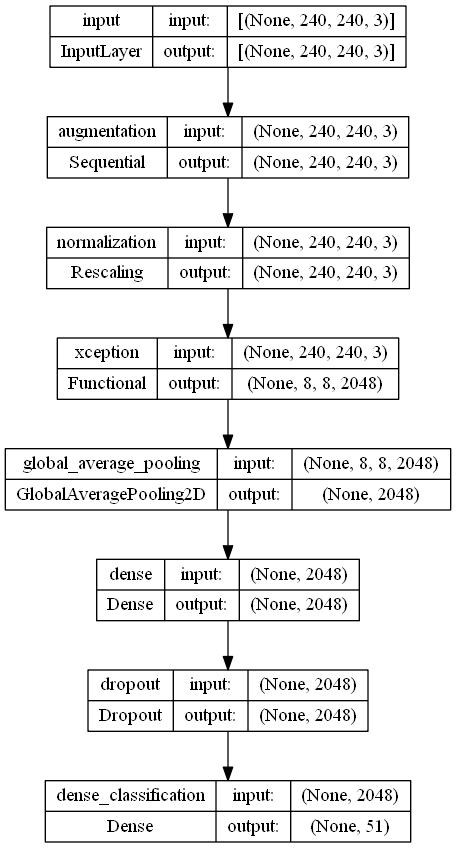 input input: [(None, 240, 240, 3)]
InputLayer output: [(None, 240, 240, 3)]
augmentation input: (None, 240, 240, 3)
Sequential output: (None, 240, 240, 3)
normalization input: (None, 240, 240, 3)
Rescaling output: (None, 240, 240, 3)
xception input: (None, 240, 240, 3)
Functional output: (None, 8, 8, 2048)
global_average_pooling input: (None, 8, 8, 2048)
GlobalAveragePooling2D output: (None, 2048)
dense input: (None, 2048)
Dense output: (None, 2048)
dropout input: (None, 2048)
Dropout output: (None, 2048)
dense_classification input: (None, 2048)
Dense output: (None, 51)